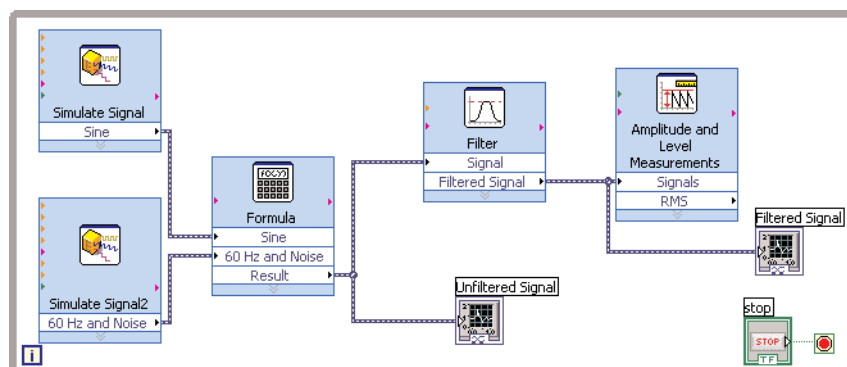 Simulate Signal
Sine
Simulate Signal2
60 Hz and Noise
f(x,y)
Formula
Sine
60 Hz and Noise
Result
Filter
Signal
Filtered Signal
Unfiltered Signal
Amplitude and
Level
Measurements
Signals
RMS
Filtered Signal
stop
STOP
TF
i